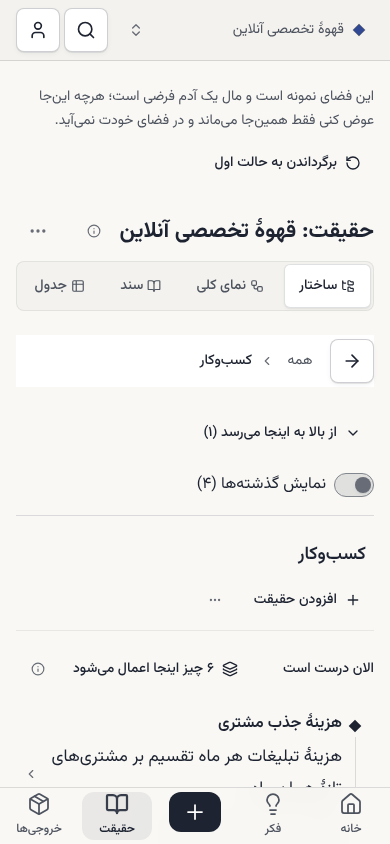 قهوهٔ تخصصی آنلاین
این فضای نمونه است و مال یک آدم فرضی است؛ هرچه این‌جا
عوض کنی فقط همین‌جا می‌ماند و در فضای خودت نمی‌آید.
برگرداندن به حالت اول
حقیقت: قهوهٔ تخصصی آنلاین
ساختار
نمای کلی
سند
جدول
همه
کسب‌وکار
از بالا به اینجا می‌رسد (۱)
نمایش گذشته‌ها (۴)
کسب‌وکار
افزودن حقیقت
الان درست است
۶ چیز اینجا اعمال می‌شود
هزینهٔ جذب مشتری
هزینهٔ تبلیغات هر ماه تقسیم بر مشتری‌های
خانه
فکر
حقیقت
خروجی‌ها